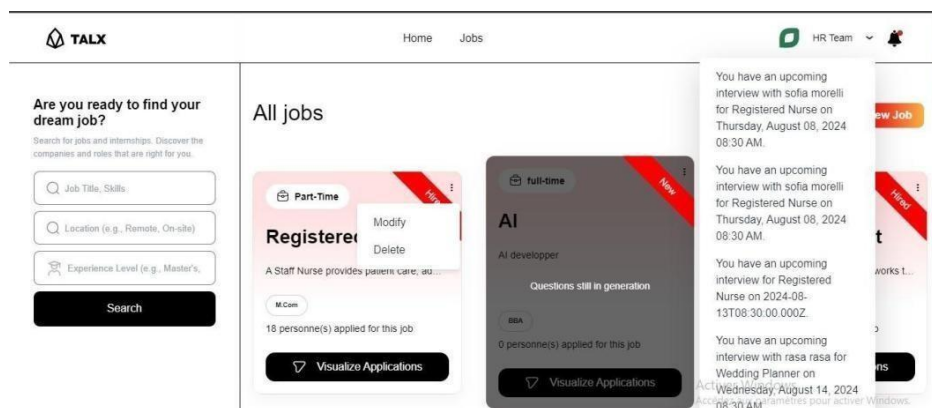 TALX
Home Jobs
HR Team
Are you ready to find your
dream job?
Search for jobs and internships. Discover the
companies and roles that are right for you.
Job Title, Skills
Location (e.g., Remote, On-site)
Experience Level (e.g., Master's,
Search
All jobs
ew Job
Part-Time
Modify
Delete
Registere
A Staff Nurse provides patient care, ad...
M.Com
18 personne(s) applied for this job
Visualize Applications
full-time
New
AI
AI developper
Questions still in generation
BBA
0 personne(s) applied for this job
Visualize Applications
Hired
t
works t...
ns
You have an upcoming
interview with sofia morelli
for Registered Nurse on
Thursday, August 08, 2024
08:30 AM.
You have an upcoming
interview with sofia morelli
for Registered Nurse on
Thursday, August 08, 2024
08:30 AM.
You have an upcoming
interview for Registered
Nurse on 2024-08-
13T08:30:00.000Z.
You have an upcoming
interview with rasa rasa for
Wedding Planner on
Wednesday, August 14, 2024
08:30 AM
Activer Windows
Accédez aux paramètres pour activer Windows.